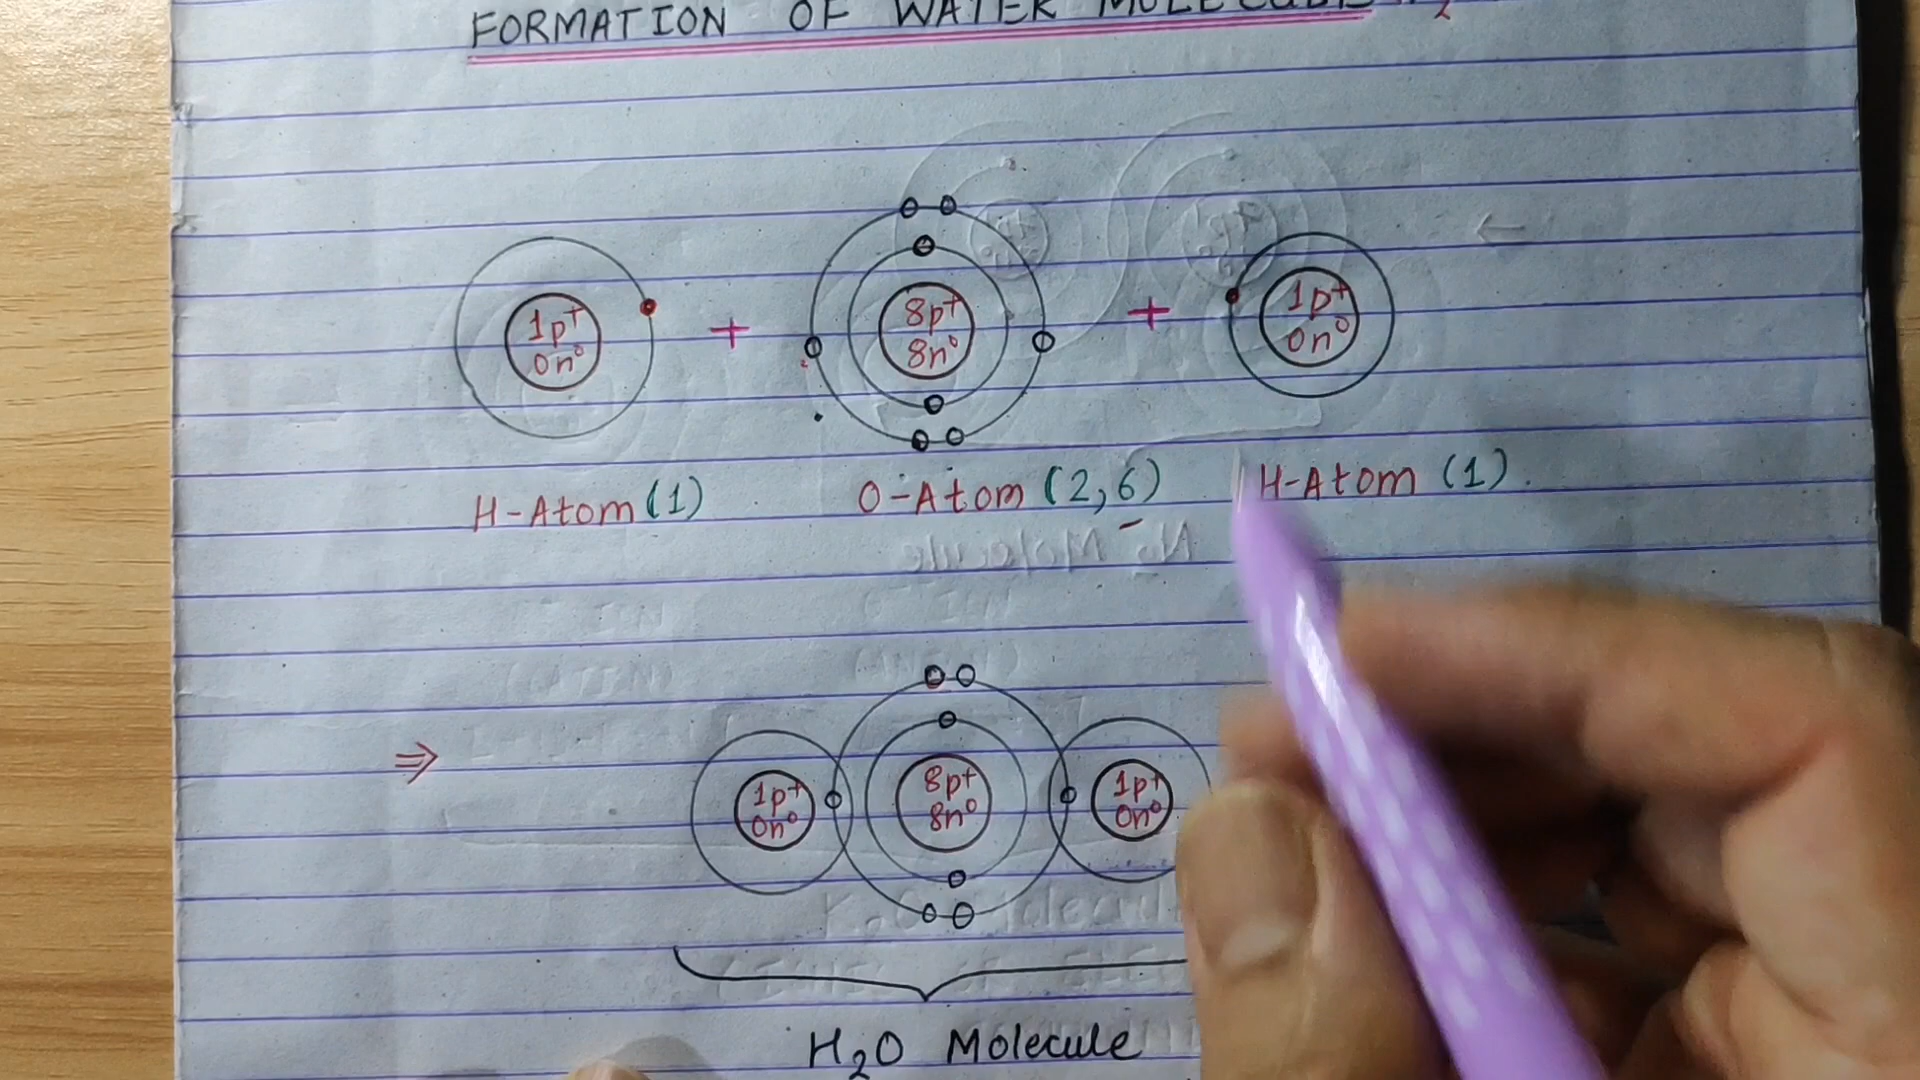 FORMATION OF WATER MOLECULE
1p⁺ 8p⁺ 1p⁺
0n⁰ 8n⁰ 0n⁰
+ +
H-Atom (1) O-Atom (2,6) H-Atom (1).
⇒ 1p⁺ 8p⁺ 1p⁺
0n⁰ 8n⁰ 0n⁰
H₂O Molecule